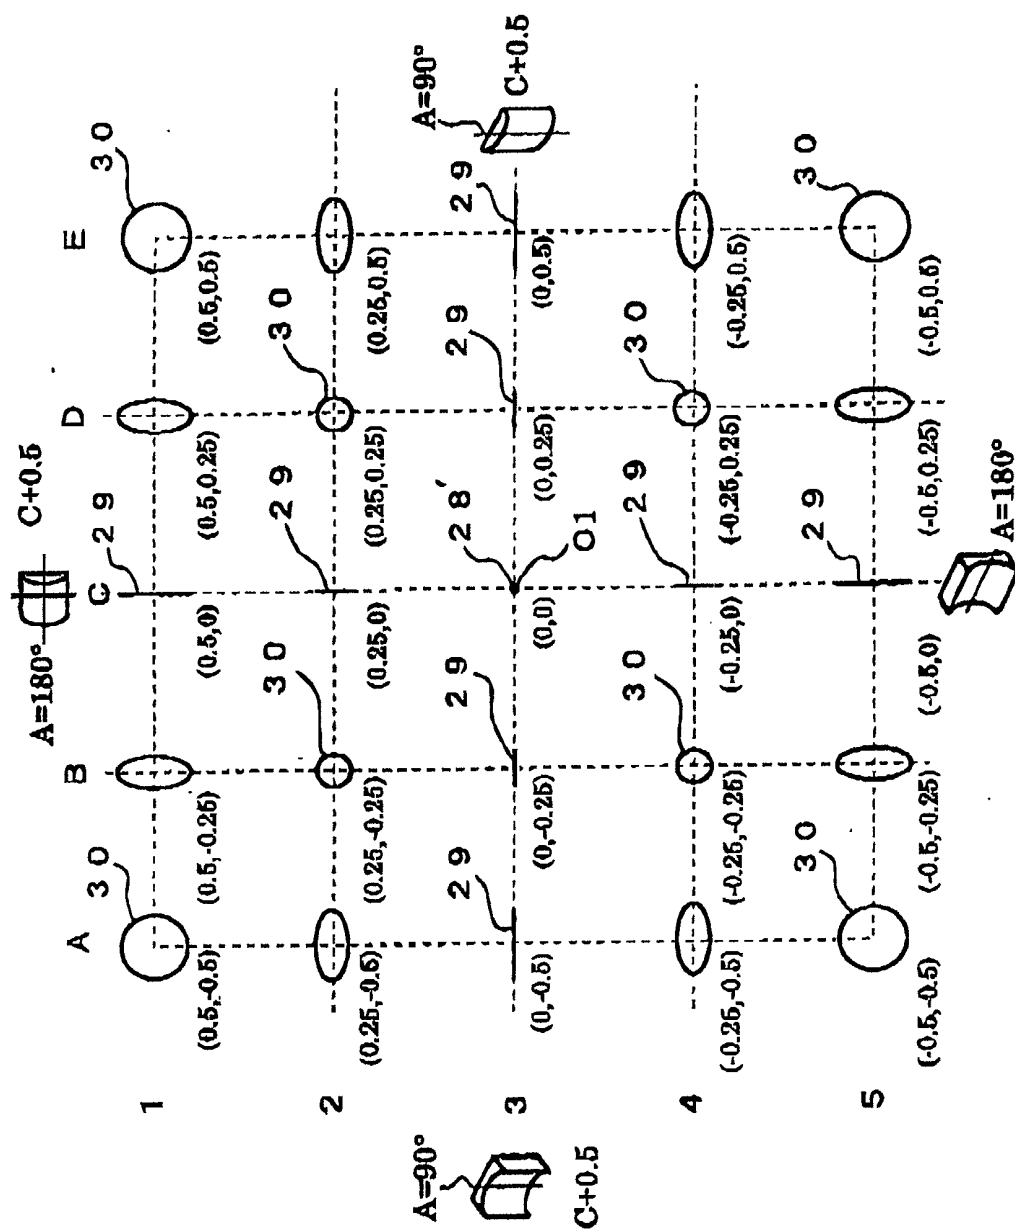 A=180° C+0.5
A B C D E
30 29 30
1
(0.5,-0.5) (0.5,-0.25) (0.5,0) (0.5,0.25) (0.5,0.5)
30 29 30
2
(0.25,-0.5) (0.25,-0.25) (0.25,0) (0.25,0.25) (0.25,0.5)
A=90° 29 29 28' 29 29 A=90°
3 C+0.5
(0,-0.5) (0,-0.25) (0,0) (0,0.25) (0,0.5)
C+0.5 O1
30 29 30
4
(-0.25,-0.5) (-0.25,-0.25) (-0.25,0) (-0.25,0.25) (-0.25,0.5)
30 29 30
5
(-0.5,-0.5) (-0.5,-0.25) (-0.5,0) (-0.5,0.25) (-0.5,0.5)
A=180°